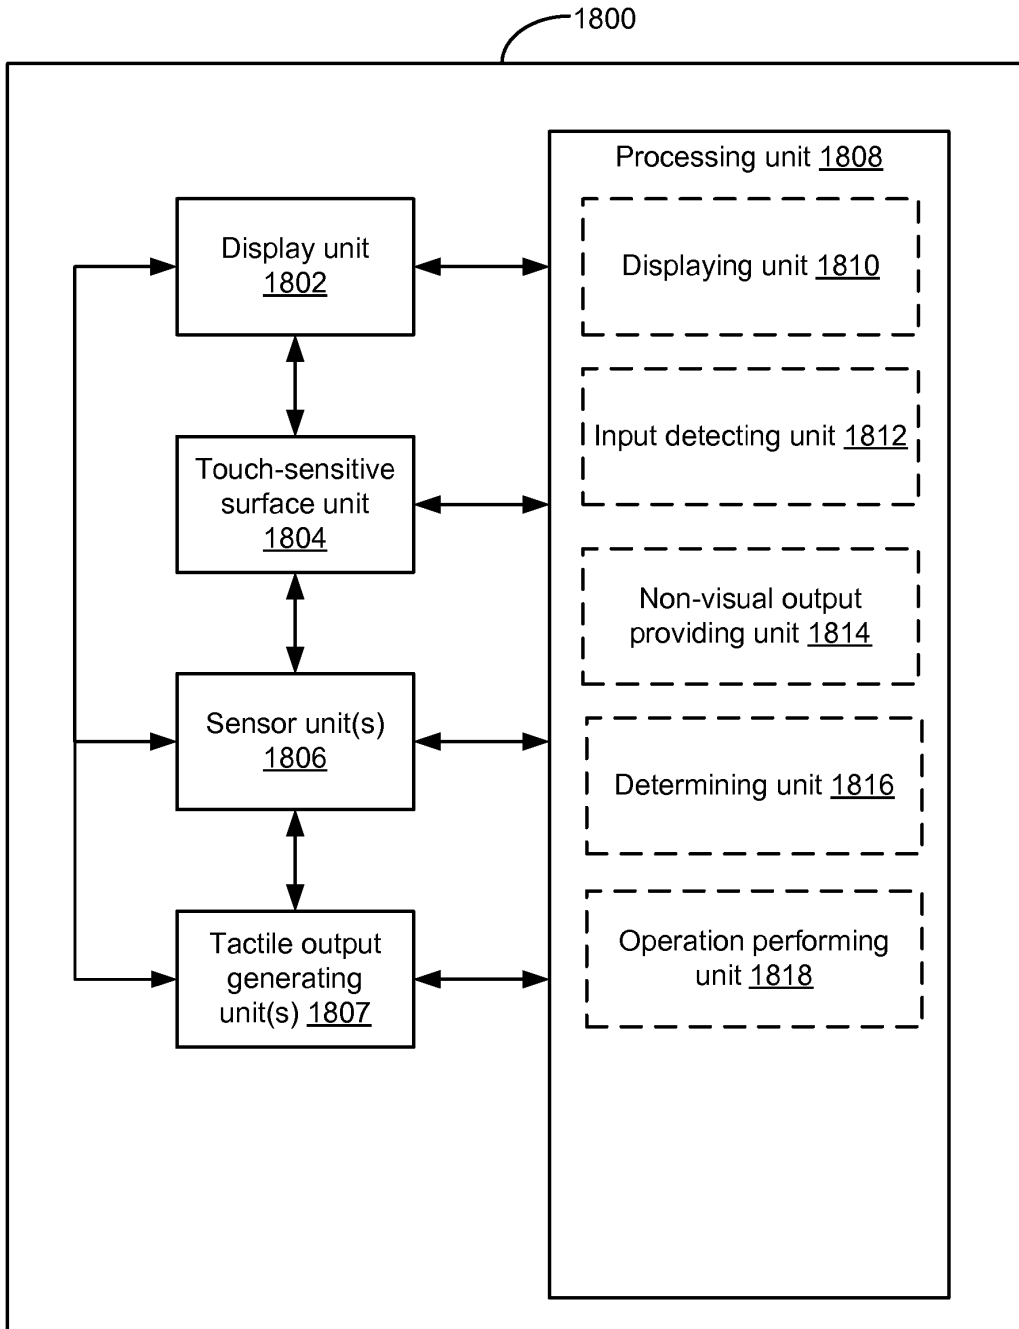 1800
Processing unit 1808
Display unit
1802
Displaying unit 1810
Touch-sensitive
surface unit
1804
Input detecting unit 1812
Sensor unit(s)
1806
Non-visual output
providing unit 1814
Determining unit 1816
Tactile output
generating
unit(s) 1807
Operation performing
unit 1818